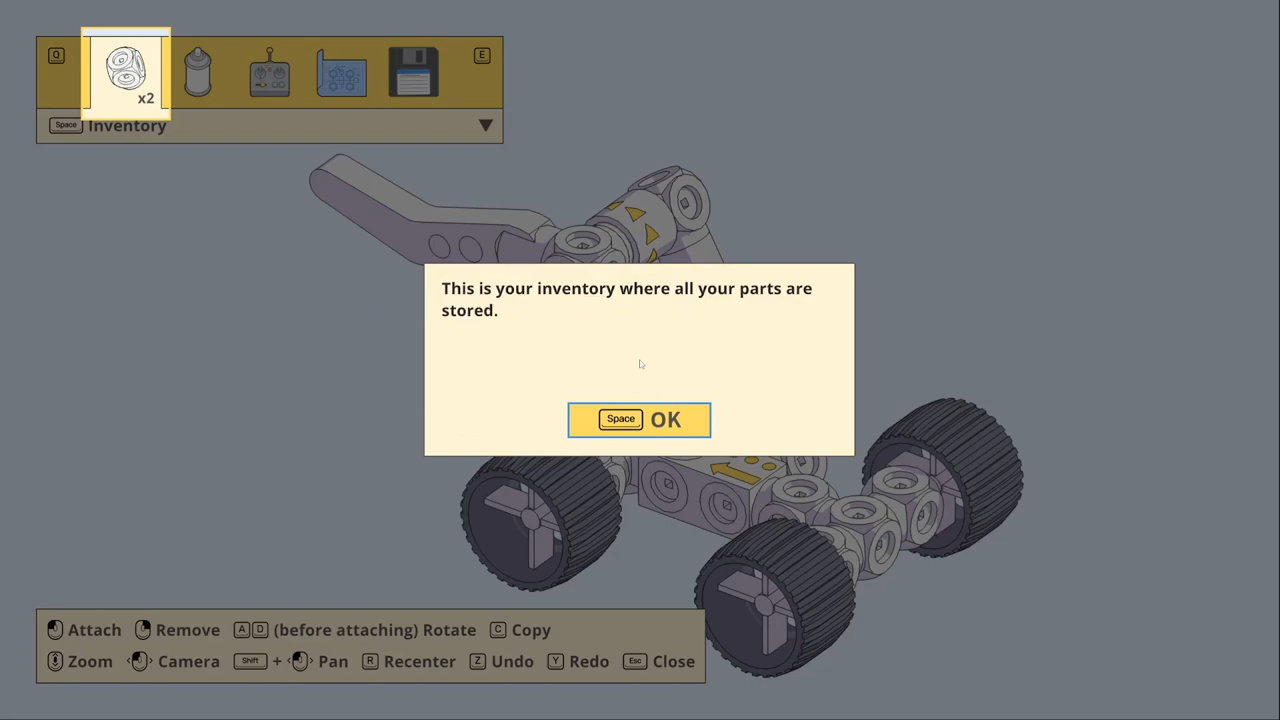 Q
x2
E
Space Inventory
This is your inventory where all your parts are
stored.
Space OK
Attach Remove A D (before attaching) Rotate C Copy
Zoom Camera Shift + Pan R Recenter Z Undo Y Redo Esc Close